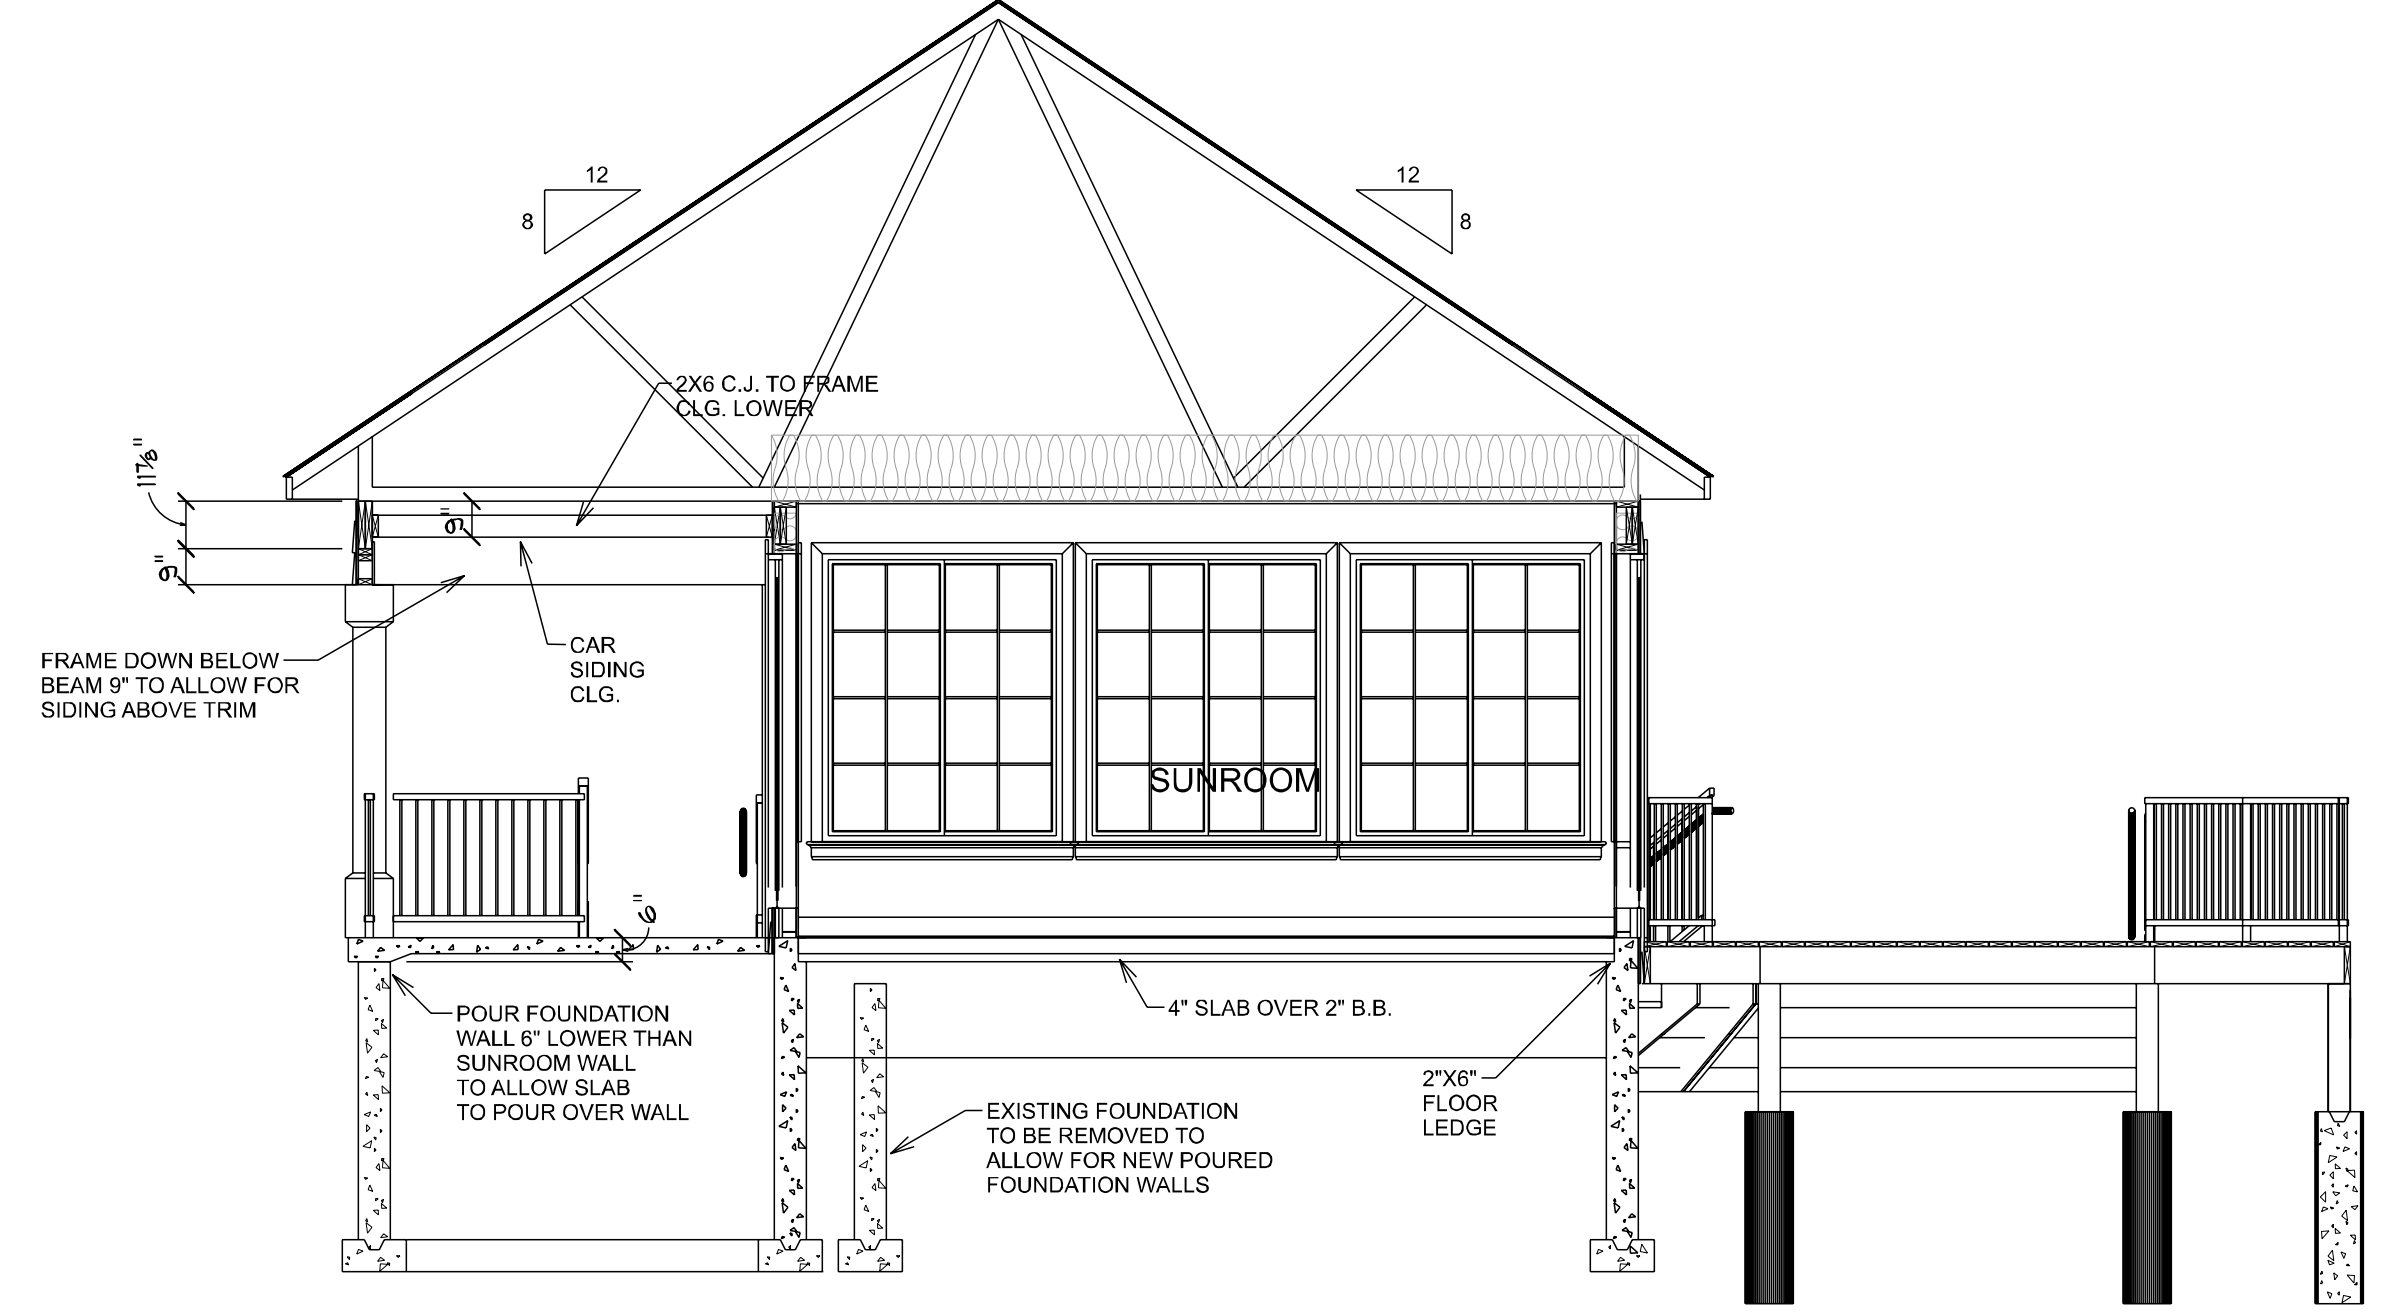 12
8
12
8
2X6 C.J. TO FRAME
CLG. LOWER
11 7/8"
9"
9"
CAR
SIDING
CLG.
FRAME DOWN BELOW
BEAM 9" TO ALLOW FOR
SIDING ABOVE TRIM
SUNROOM
6"
POUR FOUNDATION
WALL 6" LOWER THAN
SUNROOM WALL
TO ALLOW SLAB
TO POUR OVER WALL
4" SLAB OVER 2" B.B.
2"X6"
FLOOR
LEDGE
EXISTING FOUNDATION
TO BE REMOVED TO
ALLOW FOR NEW POURED
FOUNDATION WALLS